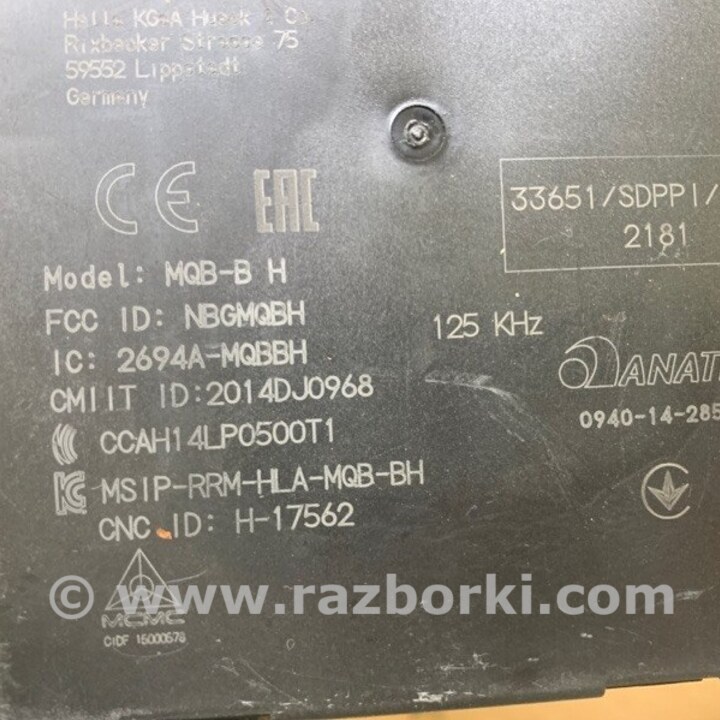 Hella KGaA Hueck & Co.
Rixbecker Strasse 75
59552 Lippstadt
Germany
CE EAC
33651/SDPPI/
2181
Model: MQB-B H
FCC ID: NBGMQBH
125 KHz
IC: 2694A-MQBBH
ANAT
CMIIT ID:2014DJ0968
0940-14-285
CCAH14LP0500T1
MSIP-RRM-HLA-MQB-BH
CNC ID: H-17562
© www.razborki.com
MCMC
CIDF 15000578